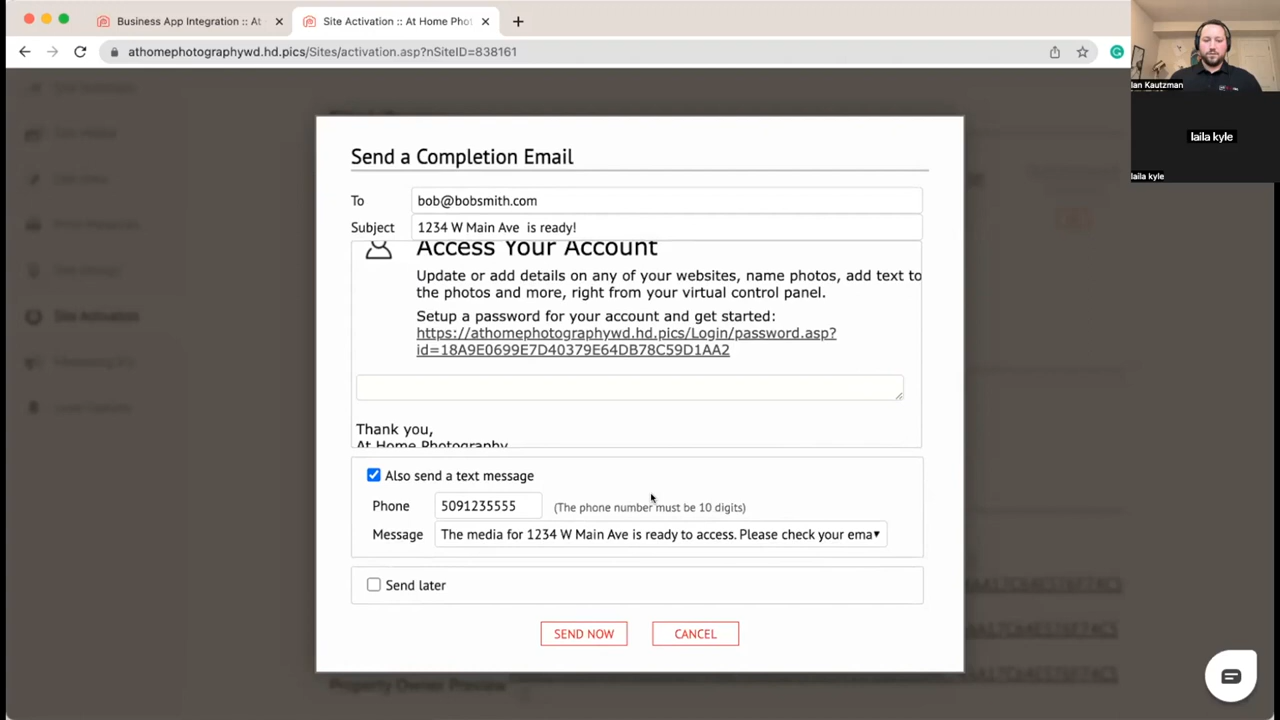 Business App Integration :: At
Site Activation :: At Home Phot
athomephotographywd.hd.pics/Sites/activation.asp?nSiteID=838161
Ian Kautzman
laila kyle
laila kyle
Send a Completion Email
To bob@bobsmith.com
Subject 1234 W Main Ave is ready!
Access Your Account
Update or add details on any of your websites, name photos, add text to
the photos and more, right from your virtual control panel.
Setup a password for your account and get started:
https://athomephotographywd.hd.pics/Login/password.asp?
id=18A9E0699E7D40379E64DB78C59D1AA2
Thank you,
At Home Photography
Also send a text message
Phone 5091235555 (The phone number must be 10 digits)
Message The media for 1234 W Main Ave is ready to access. Please check your ema
Send later
SEND NOW CANCEL
Site Activation
Property Owner Preview